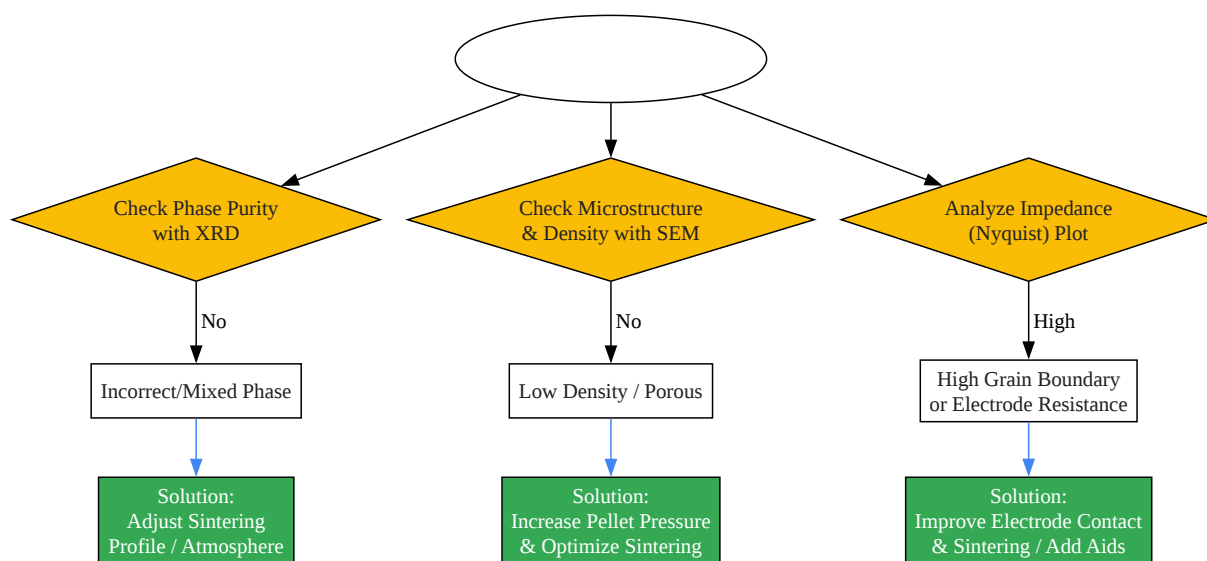 Check Phase Purity
with XRD
Check Microstructure
& Density with SEM
Analyze Impedance
(Nyquist) Plot
No
No
High
Incorrect/Mixed Phase
Low Density / Porous
High Grain Boundary
or Electrode Resistance
Solution:
Adjust Sintering
Profile / Atmosphere
Solution:
Increase Pellet Pressure
& Optimize Sintering
Solution:
Improve Electrode Contact
& Sintering / Add Aids